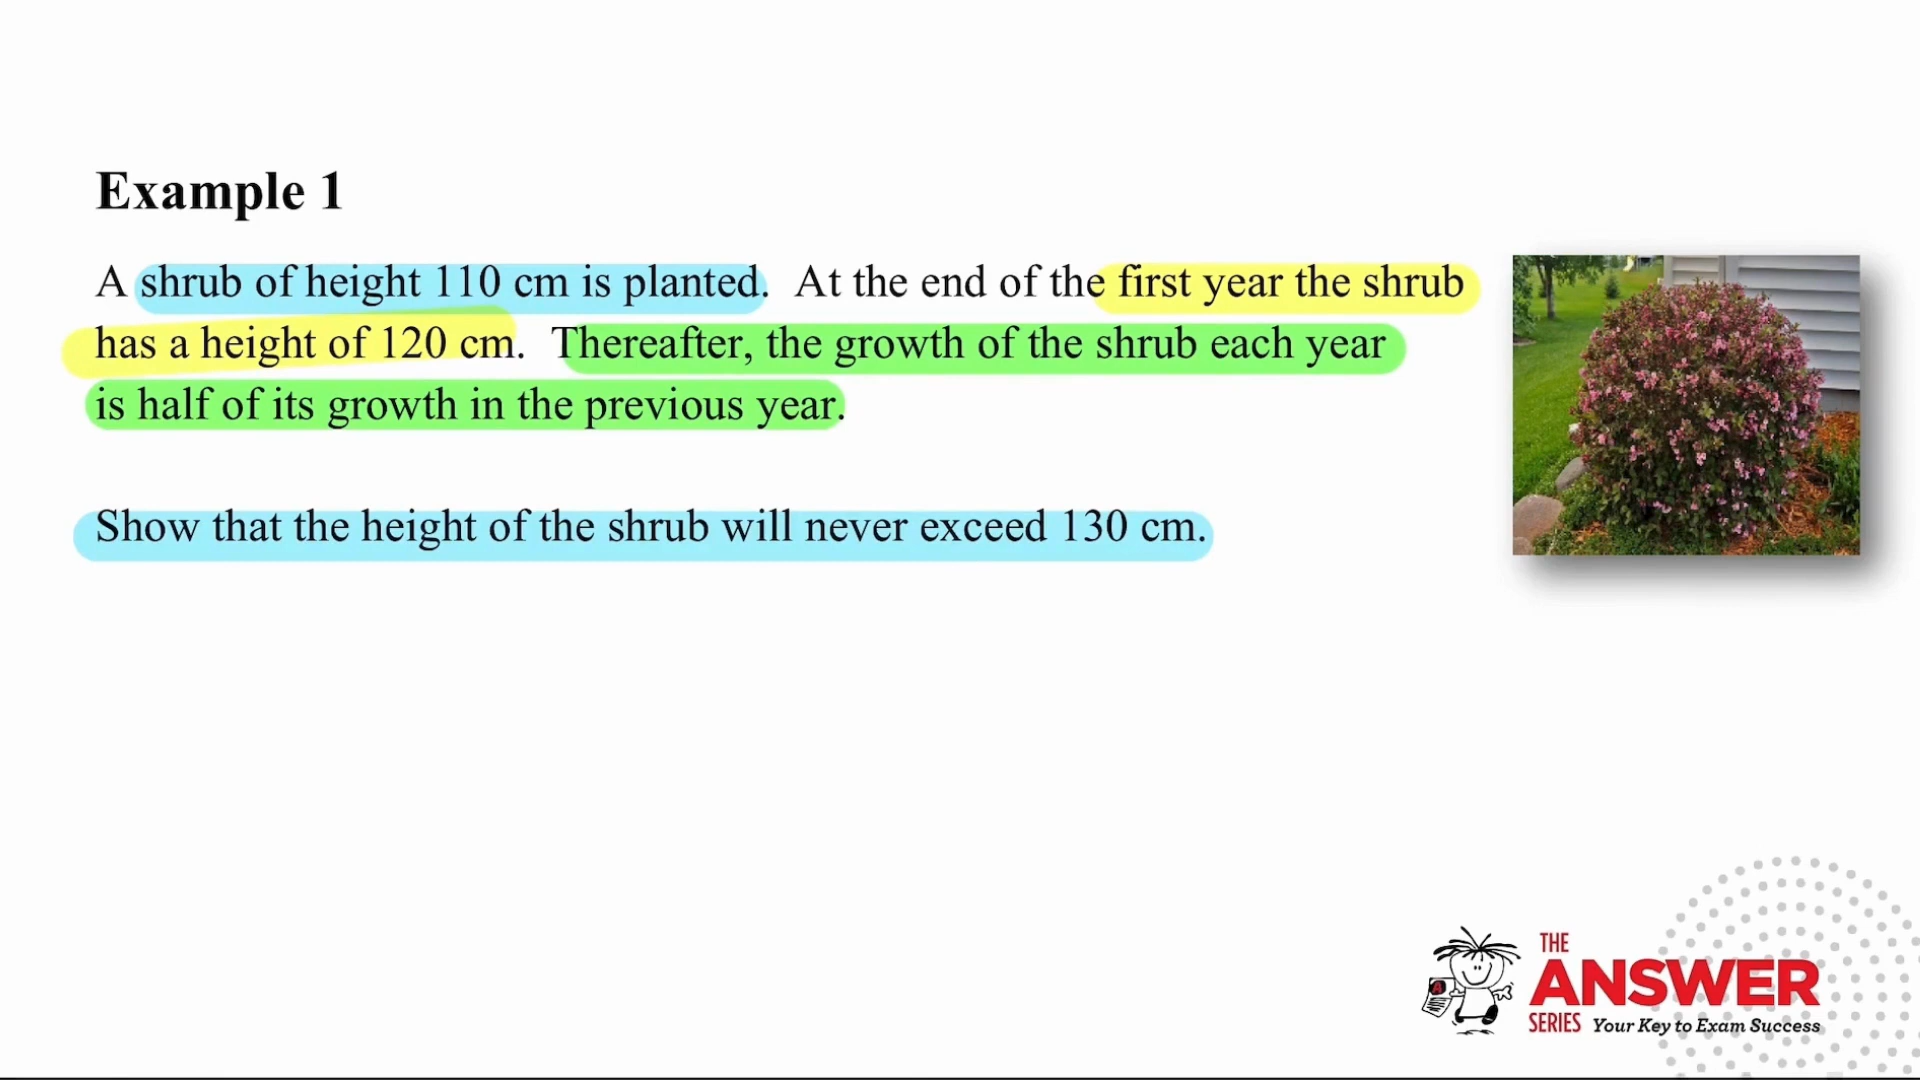 Example 1
A shrub of height 110 cm is planted. At the end of the first year the shrub
has a height of 120 cm. Thereafter, the growth of the shrub each year
is half of its growth in the previous year.
Show that the height of the shrub will never exceed 130 cm.
A
THE
ANSWER
SERIES Your Key to Exam Success